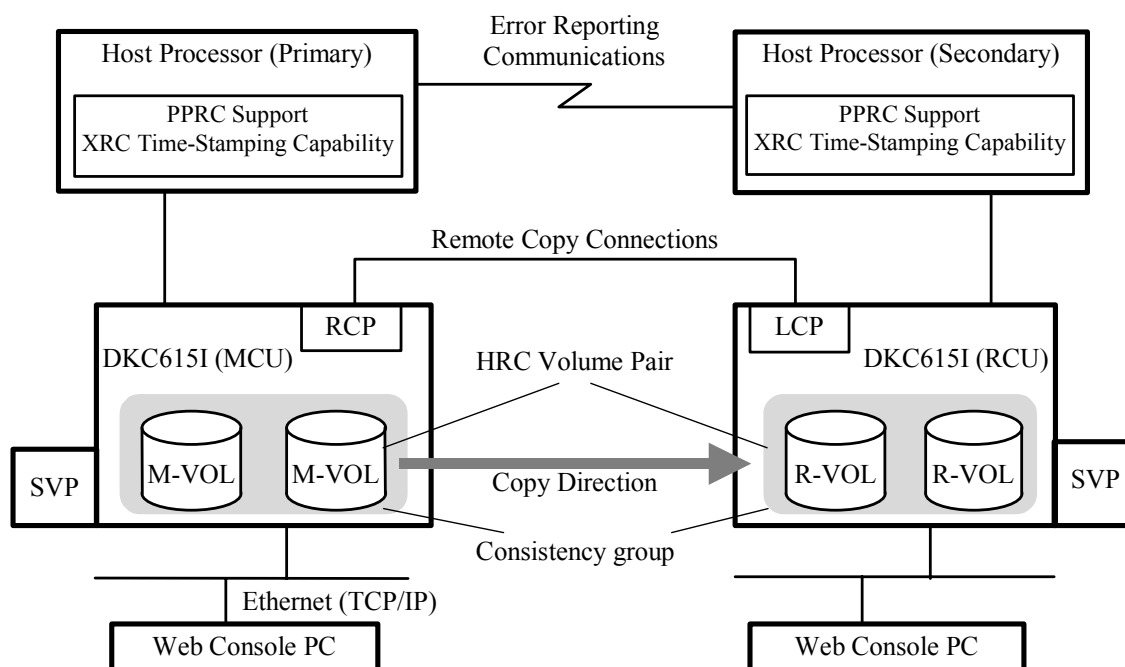 Error Reporting
Communications
Host Processor (Primary)
PPRC Support
XRC Time-Stamping Capability
Host Processor (Secondary)
PPRC Support
XRC Time-Stamping Capability
Remote Copy Connections
RCP
DKC615I (MCU)
LCP
DKC615I (RCU)
HRC Volume Pair
M-VOL
M-VOL
SVP
Copy Direction
R-VOL
R-VOL
SVP
Consistency group
Ethernet (TCP/IP)
Web Console PC
Web Console PC